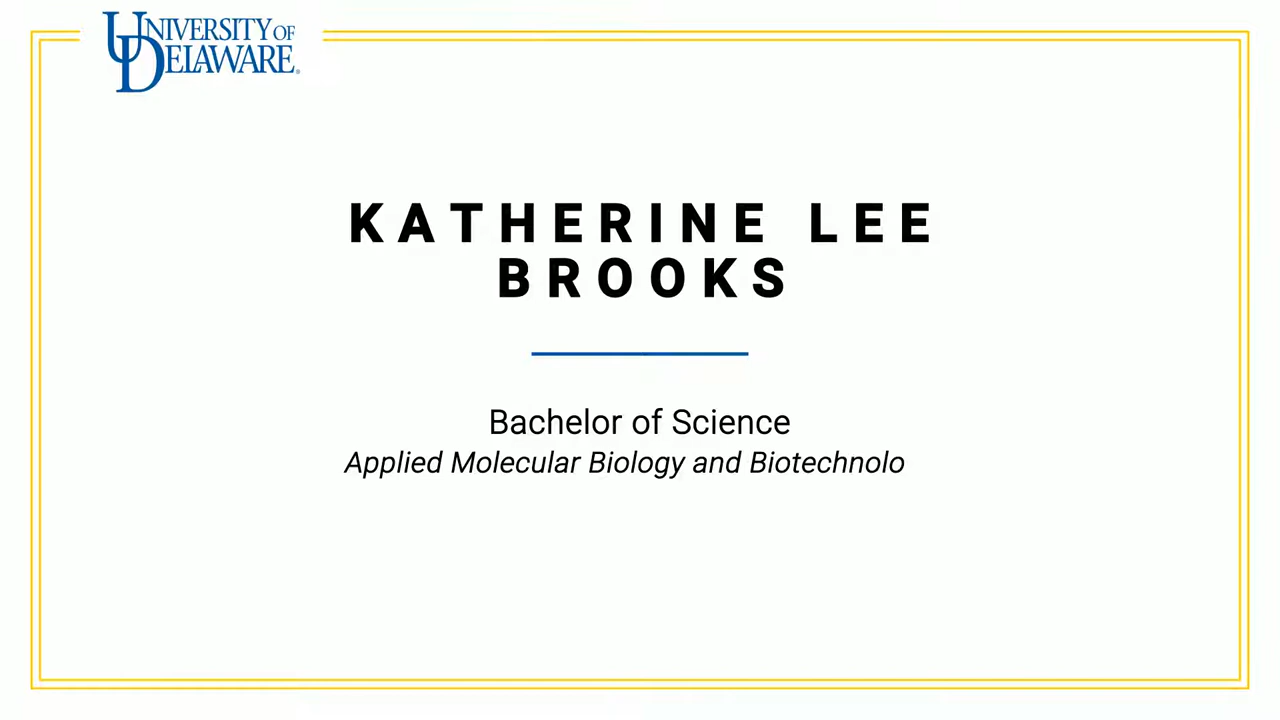 UNIVERSITY OF
DELAWARE
KATHERINE LEE
BROOKS
Bachelor of Science
Applied Molecular Biology and Biotechnolo